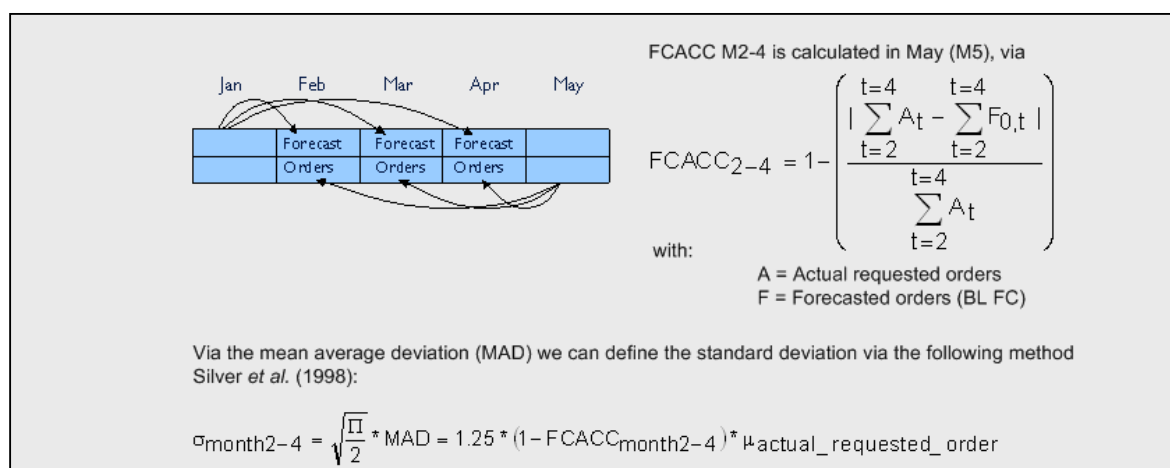 FCACC M2-4 is calculated in May (M5), via
Jan Feb Mar Apr May
Forecast Forecast Forecast
Orders Orders Orders
t=4 t=4
| ∑ At − ∑ F0,t |
t=2 t=2
FCACC2−4 = 1−
t=4
∑ At
t=2
with:
A = Actual requested orders
F = Forecasted orders (BL FC)
Via the mean average deviation (MAD) we can define the standard deviation via the following method
Silver et al. (1998):
σmonth2−4 = √Π/2 * MAD = 1.25 * (1−FCACCmonth2−4) * μactual_requested_order